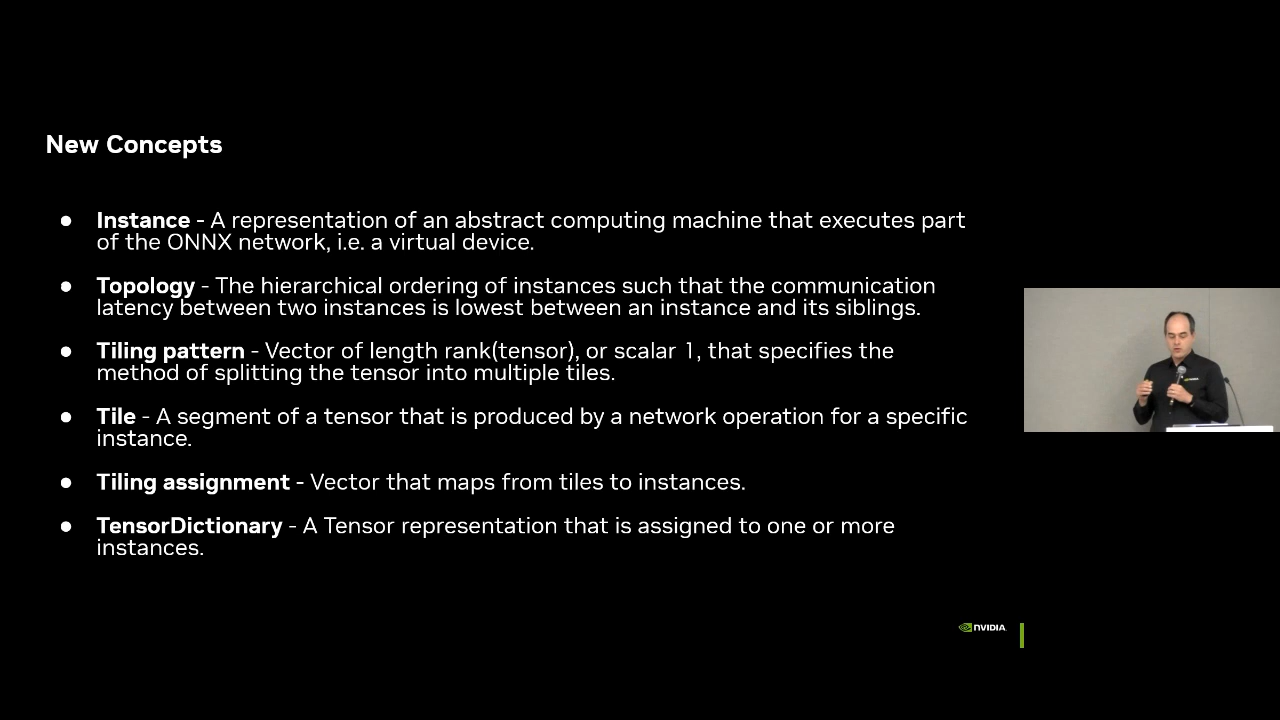 New Concepts
● Instance - A representation of an abstract computing machine that executes part
of the ONNX network, i.e. a virtual device.
● Topology - The hierarchical ordering of instances such that the communication
latency between two instances is lowest between an instance and its siblings.
● Tiling pattern - Vector of length rank(tensor), or scalar 1, that specifies the
method of splitting the tensor into multiple tiles.
● Tile - A segment of a tensor that is produced by a network operation for a specific
instance.
● Tiling assignment - Vector that maps from tiles to instances.
● TensorDictionary - A Tensor representation that is assigned to one or more
instances.
NVIDIA.